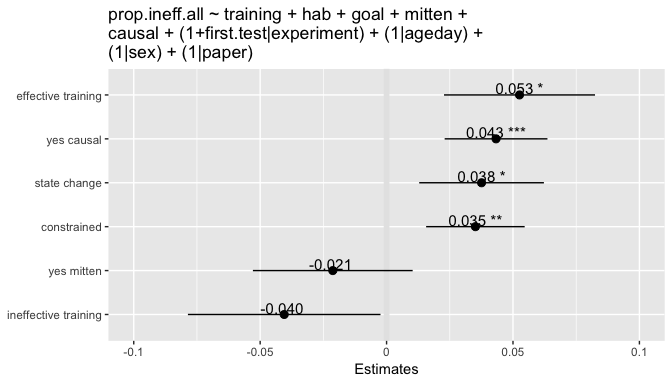 prop.ineff.all ~ training + hab + goal + mitten +
causal + (1+first.test|experiment) + (1|ageday) +
(1|sex) + (1|paper)
effective training
0.053 *
yes causal
0.043 ***
state change
0.038 *
constrained
0.035 **
yes mitten
-0.021
ineffective training
-0.040
-0.1
-0.05
0
0.05
0.1
Estimates